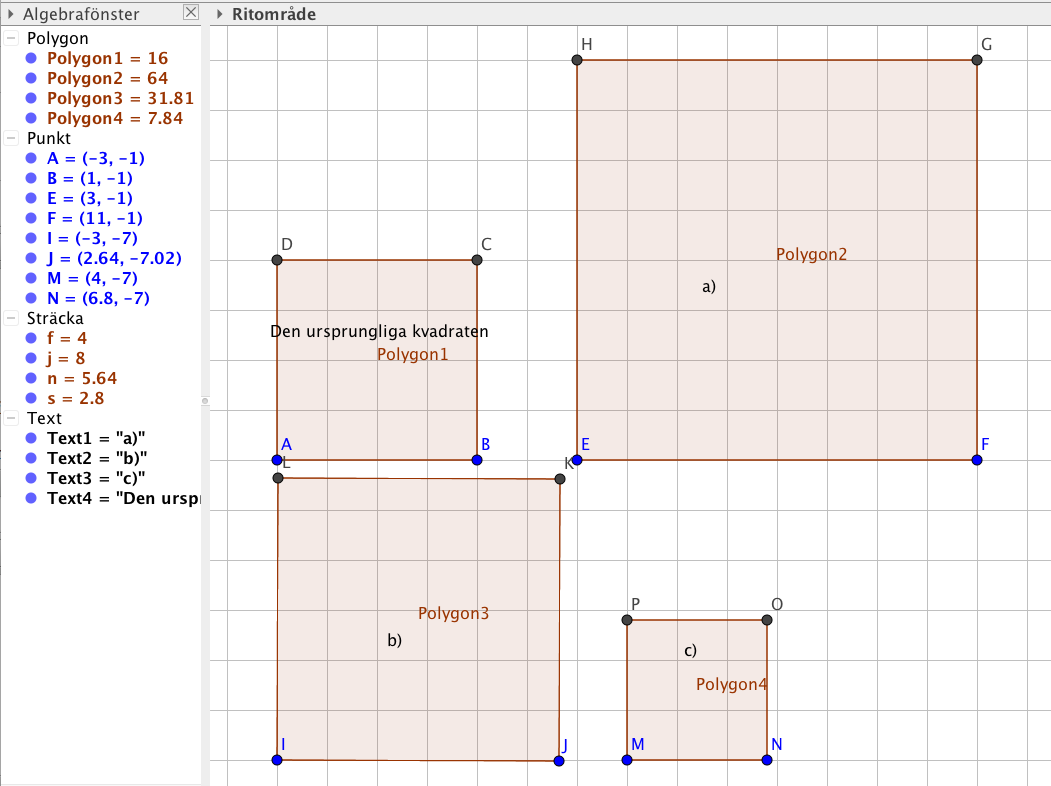 Algebrafönster
Polygon
Polygon1 = 16
Polygon2 = 64
Polygon3 = 31.81
Polygon4 = 7.84
Punkt
A = (−3, −1)
B = (1, −1)
E = (3, −1)
F = (11, −1)
I = (−3, −7)
J = (2.64, −7.02)
M = (4, −7)
N = (6.8, −7)
Sträcka
f = 4
j = 8
n = 5.64
s = 2.8
Text
Text1 = "a)"
Text2 = "b)"
Text3 = "c)"
Text4 = "Den urspr
Ritområde
H G
Polygon2
a)
E F
D C
Den ursprungliga kvadraten
Polygon1
A B
L K
Polygon3
b)
I J
P O
c)
Polygon4
M N